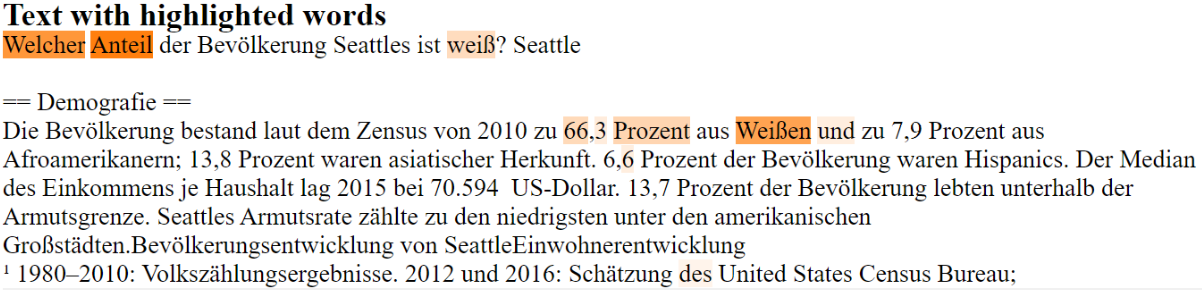 Text with highlighted words
Welcher Anteil der Bevölkerung Seattles ist weiß? Seattle
== Demografie ==
Die Bevölkerung bestand laut dem Zensus von 2010 zu 66,3 Prozent aus Weißen und zu 7,9 Prozent aus
Afroamerikanern; 13,8 Prozent waren asiatischer Herkunft. 6,6 Prozent der Bevölkerung waren Hispanics. Der Median
des Einkommens je Haushalt lag 2015 bei 70.594  US-Dollar. 13,7 Prozent der Bevölkerung lebten unterhalb der
Armutsgrenze. Seattles Armutsrate zählte zu den niedrigsten unter den amerikanischen
Großstädten.Bevölkerungsentwicklung von SeattleEinwohnerentwicklung
¹ 1980–2010: Volkszählungsergebnisse. 2012 und 2016: Schätzung des United States Census Bureau;